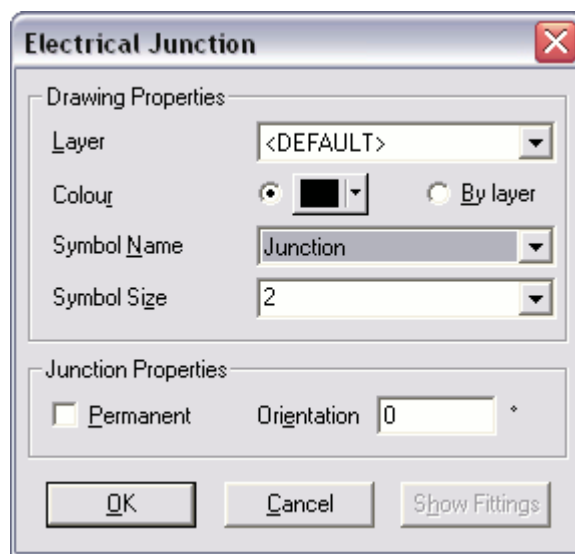 Electrical Junction
Drawing Properties
Layer <DEFAULT>
Colour By layer
Symbol Name Junction
Symbol Size 2
Junction Properties
Permanent Orientation 0 °
OK Cancel Show Fittings